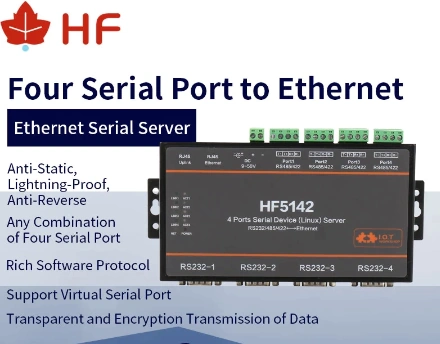 HF
Four Serial Port to Ethernet
Ethernet Serial Server
Anti-Static,
Lightning-Proof,
Anti-Reverse
Any Combination
of Four Serial Port
Rich Software Protocol
Support Virtual Serial Port
Transparent and Encryption Transmission of Data
RJ45
RJ45
Ethernet
DC
9~50V
Port1
RS485/422
Port2
RS485/422
Port3
RS485/422
Port4
RS485/422
HF5142
4 Ports Serial Device (Linux) Server
RS232/485/422<---->Ethernet
I.O.T
RS232-1
RS232-2
RS232-3
RS232-4